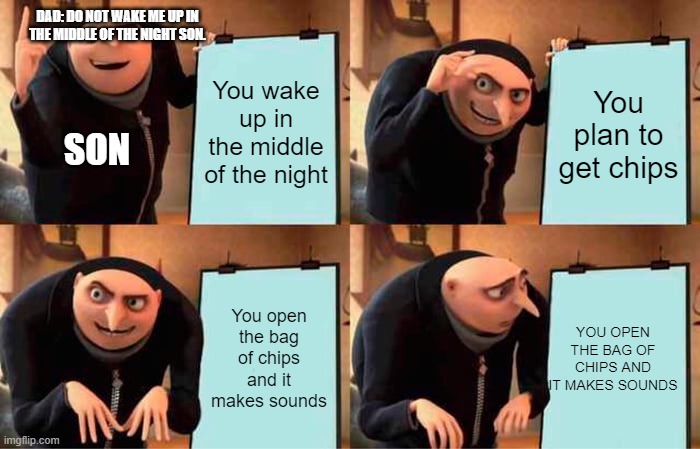 DAD: DO NOT WAKE ME UP IN
THE MIDDLE OF THE NIGHT SON.
SON
You wake
up in
the middle
of the night
You
plan to
get chips
You open
the bag
of chips
and it
makes sounds
YOU OPEN
THE BAG OF
CHIPS AND
IT MAKES SOUNDS
imgflip.com